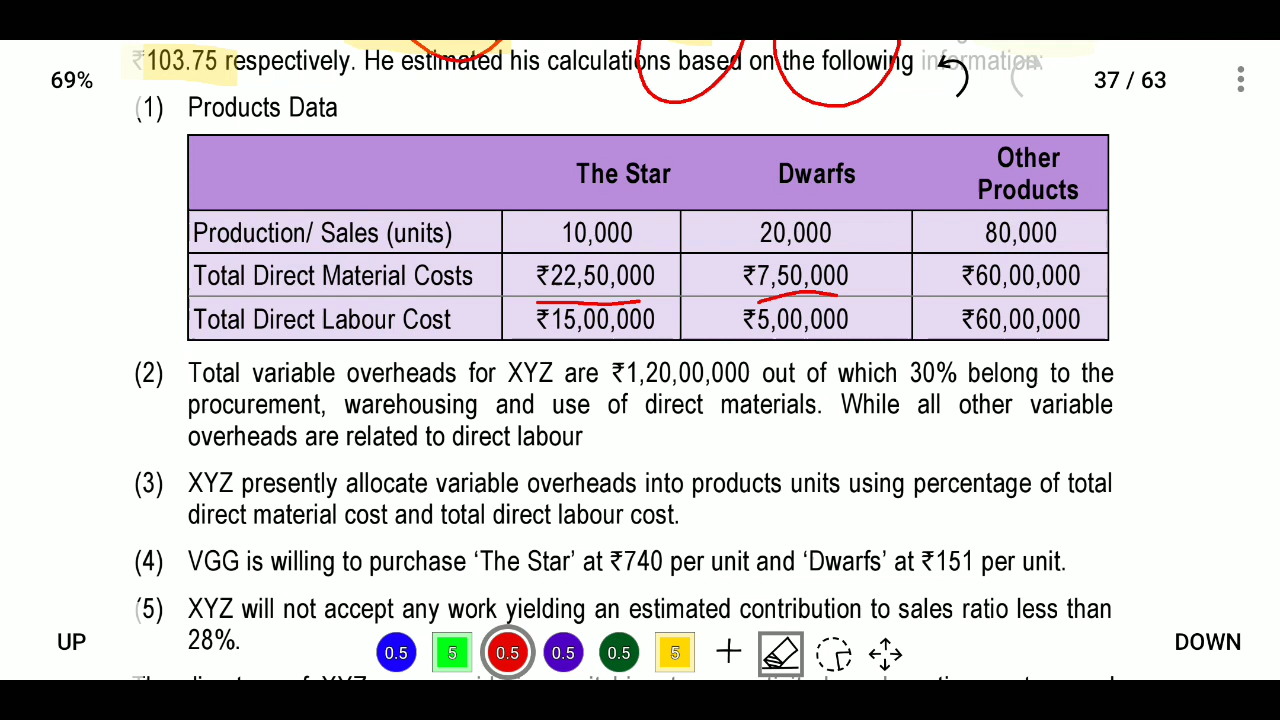 ₹103.75 respectively. He estimated his calculations based on the following information:
69%
37 / 63
(1) Products Data
The Star Dwarfs Other Products
Production/ Sales (units) 10,000 20,000 80,000
Total Direct Material Costs ₹22,50,000 ₹7,50,000 ₹60,00,000
Total Direct Labour Cost ₹15,00,000 ₹5,00,000 ₹60,00,000
(2) Total variable overheads for XYZ are ₹1,20,00,000 out of which 30% belong to the
procurement, warehousing and use of direct materials. While all other variable
overheads are related to direct labour
(3) XYZ presently allocate variable overheads into products units using percentage of total
direct material cost and total direct labour cost.
(4) VGG is willing to purchase ‘The Star’ at ₹740 per unit and ‘Dwarfs’ at ₹151 per unit.
(5) XYZ will not accept any work yielding an estimated contribution to sales ratio less than
28%.
UP
0.5 5 0.5 0.5 0.5 5
DOWN